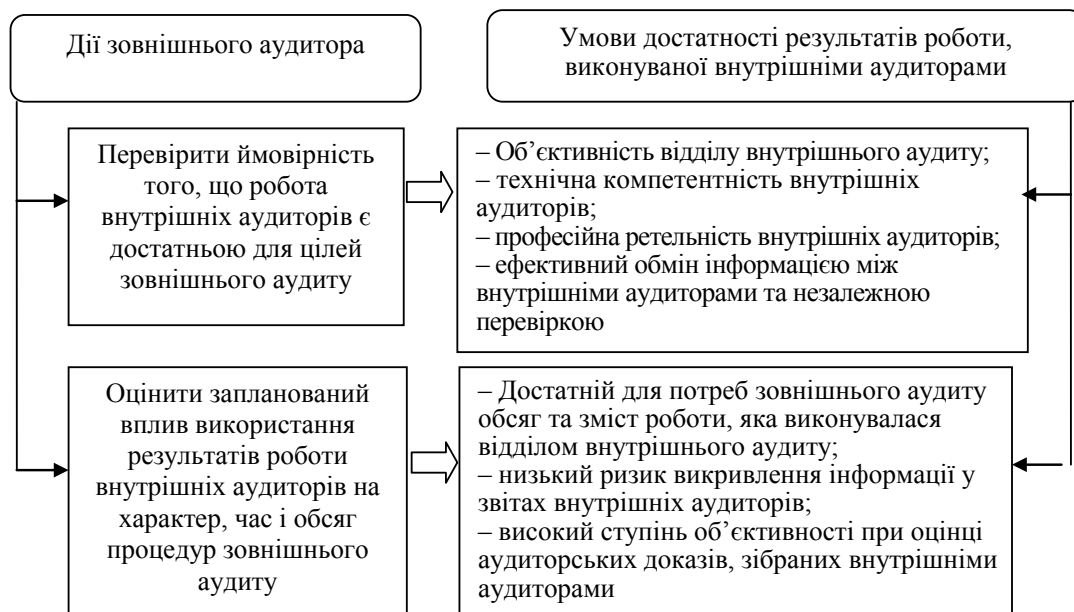 Дії зовнішнього аудитора
Умови достатності результатів роботи,
виконуваної внутрішніми аудиторами
Перевірити ймовірність
того, що робота
внутрішніх аудиторів є
достатньою для цілей
зовнішнього аудиту
– Об’єктивність відділу внутрішнього аудиту;
– технічна компетентність внутрішніх
аудиторів;
– професійна ретельність внутрішніх аудиторів;
– ефективний обмін інформацією між
внутрішніми аудиторами та незалежною
перевіркою
Оцінити запланований
вплив використання
результатів роботи
внутрішніх аудиторів на
характер, час і обсяг
процедур зовнішнього
аудиту
– Достатній для потреб зовнішнього аудиту
обсяг та зміст роботи, яка виконувалася
відділом внутрішнього аудиту;
– низький ризик викривлення інформації у
звітах внутрішніх аудиторів;
– високий ступінь об’єктивності при оцінці
аудиторських доказів, зібраних внутрішніми
аудиторами